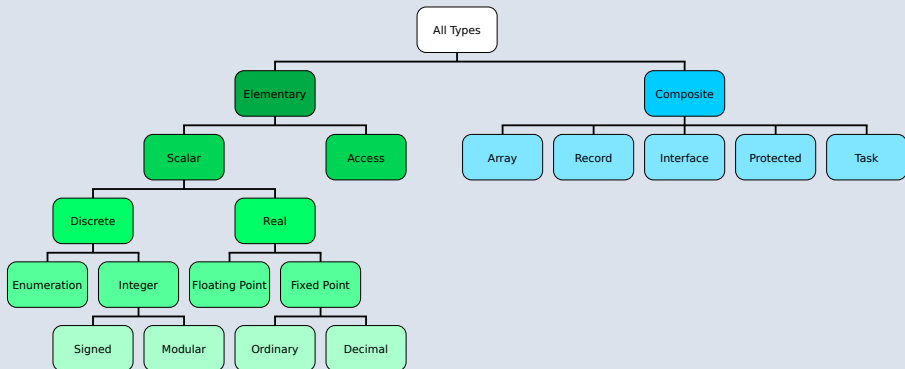 All Types
Elementary
Composite
Scalar
Access
Array
Record
Interface
Protected
Task
Discrete
Real
Enumeration
Integer
Floating Point
Fixed Point
Signed
Modular
Ordinary
Decimal